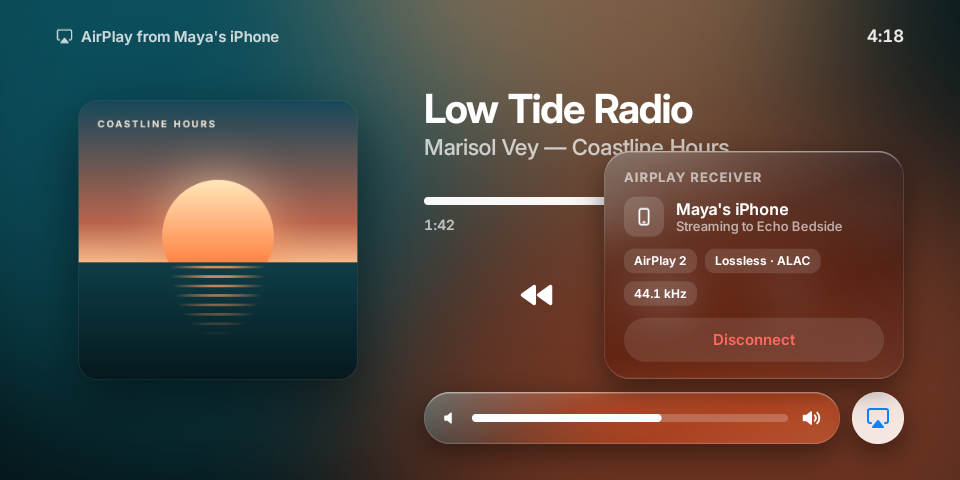 AirPlay from Maya's iPhone
4:18
COASTLINE HOURS
Low Tide Radio
Marisol Vey — Coastline Hours
1:42
AIRPLAY RECEIVER
Maya's iPhone
Streaming to Echo Bedside
AirPlay 2
Lossless · ALAC
44.1 kHz
Disconnect